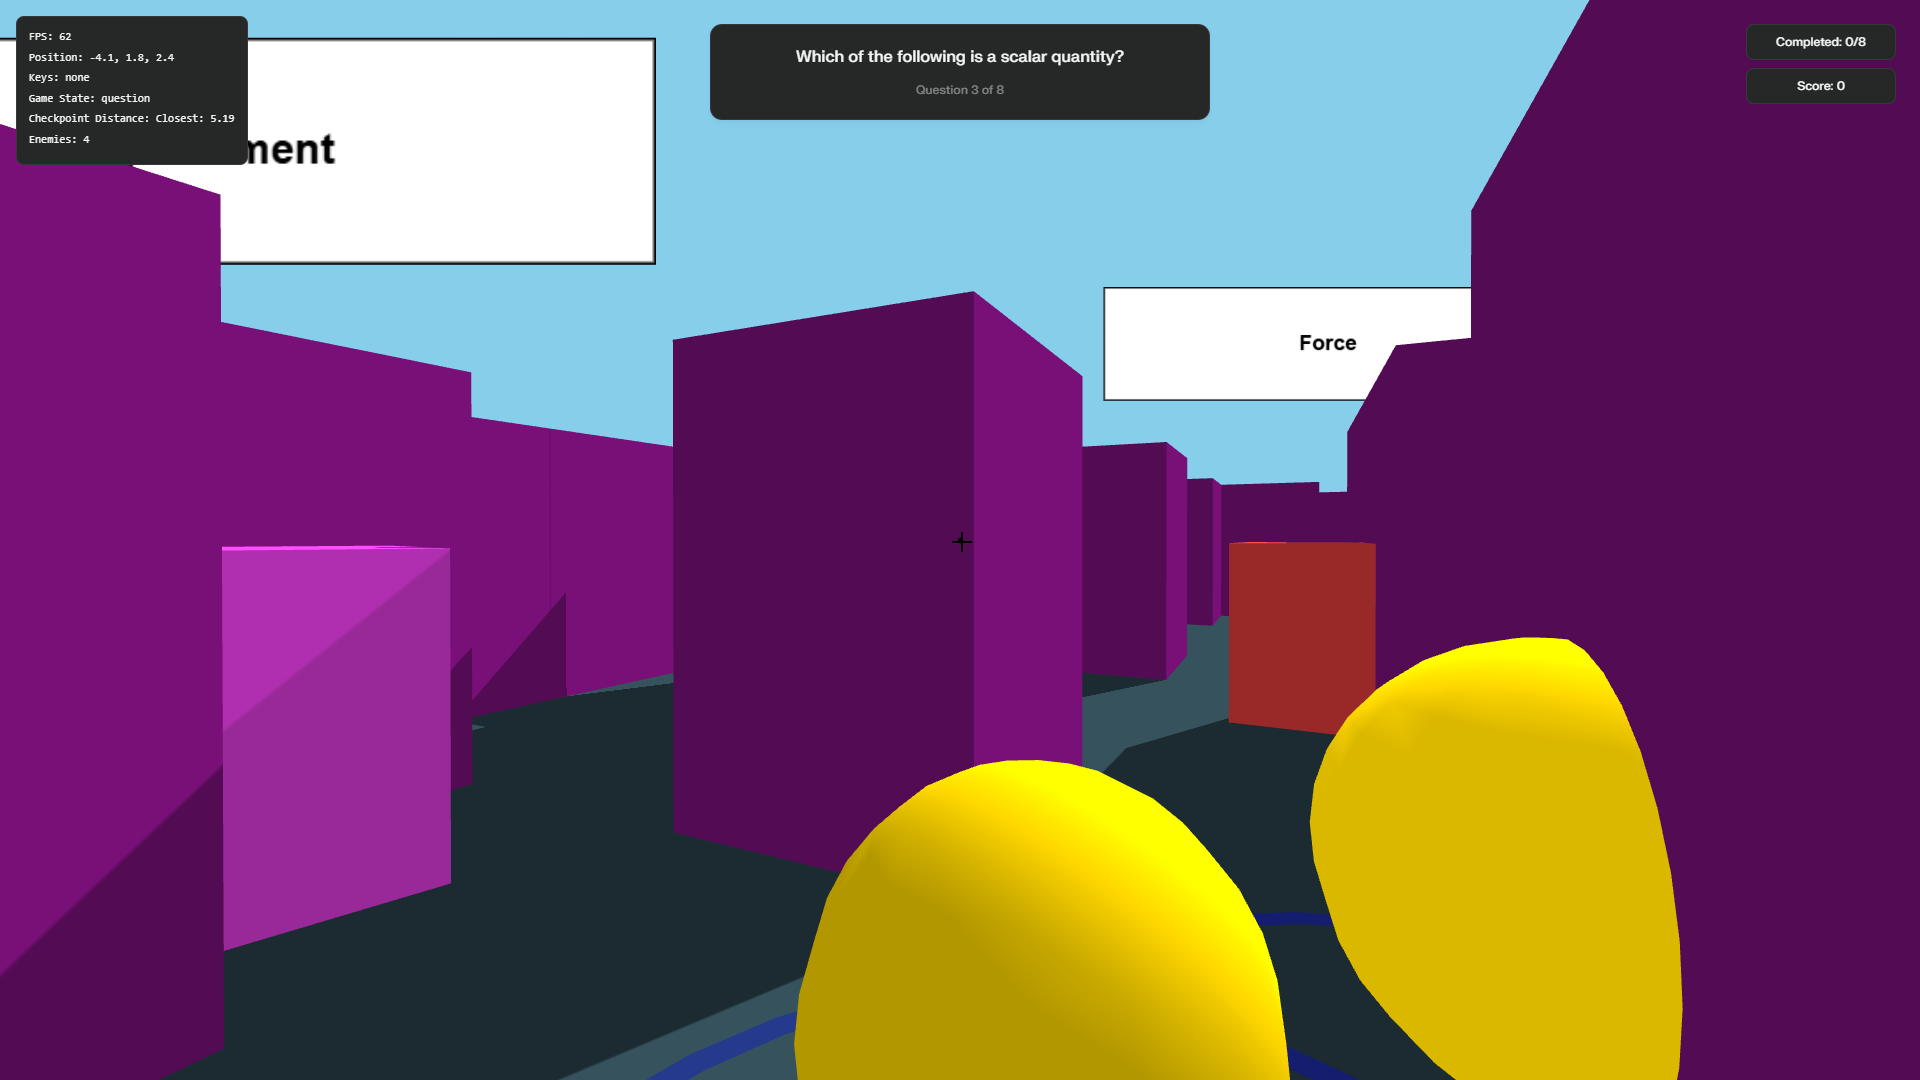 FPS: 62
Position: -4.1, 1.8, 2.4
Keys: none
Game State: question
Checkpoint Distance: Closest: 5.19
Enemies: 4
Which of the following is a scalar quantity?
Question 3 of 8
Completed: 0/8
Score: 0
Force